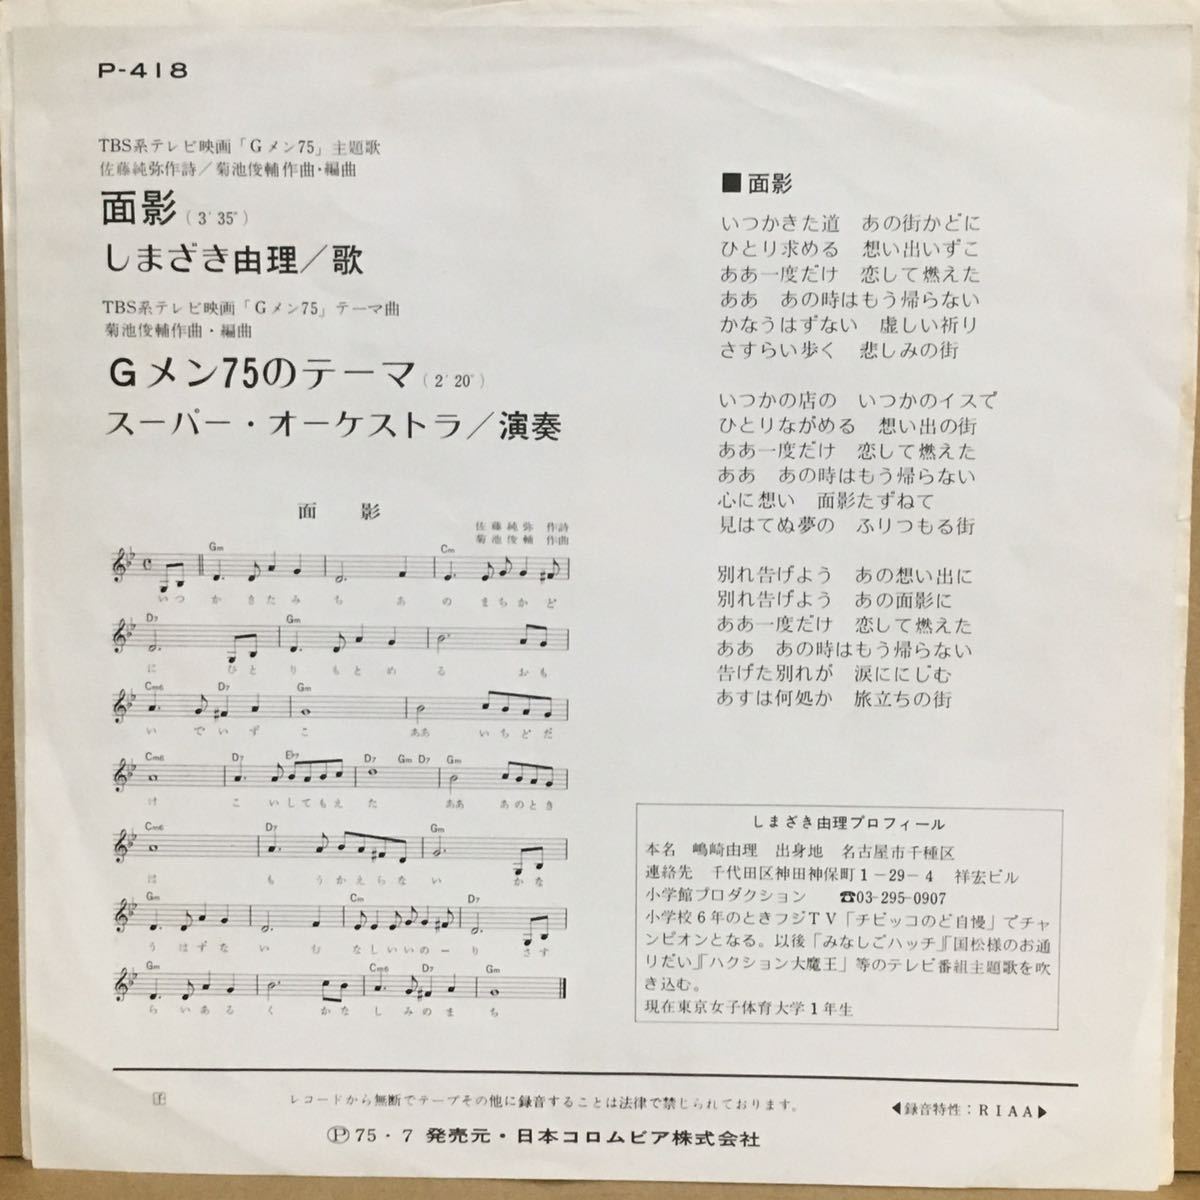 P-418
TBS系テレビ映画「Gメン75」主題歌
佐藤純弥作詩/菊池俊輔作曲・編曲
面影(3′35″)
しまざき由理/歌
TBS系テレビ映画「Gメン75」テーマ曲
菊池俊輔作曲・編曲
Gメン75のテーマ(2′20″)
スーパー・オーケストラ/演奏
面 影
佐藤純弥 作詩
菊池俊輔 作曲
Gm Cm
いつ かきたみち あ の まちかど
D7 Gm
に ひと りもとめ る おも
Cm6 D7 Gm
い でいず こ ああ いちどだ
Cm6 D7 E♭7 D7 Gm D7 Gm
け こ いしてもえ た ああ あのとき
Cm6 D7 Gm
は も うかえらな い かな
Gm Cm D7
う はずな い む なしいいの ー り さす
Gm Cm6 D7 Gm
ら いある く かな しみのま ち
■面影
いつかきた道 あの街かどに
ひとり求める 想い出いずこ
ああ一度だけ 恋して燃えた
ああ あの時はもう帰らない
かなうはずない 虚しい祈り
さすらい歩く 悲しみの街
いつかの店の いつかのイスで
ひとりながめる 想い出の街
ああ一度だけ 恋して燃えた
ああ あの時はもう帰らない
心に想い 面影たずねて
見はてぬ夢の ふりつもる街
別れ告げよう あの想い出に
別れ告げよう あの面影に
ああ一度だけ 恋して燃えた
ああ あの時はもう帰らない
告げた別れが 涙ににじむ
あすは何処か 旅立ちの街
しまざき由理プロフィール
本名 嶋崎由理 出身地 名古屋市千種区
連絡先 千代田区神田神保町1-29-4 祥宏ビル
小学館プロダクション ☎03-295-0907
小学校6年のときフジTV「チビッコのど自慢」でチャ
ンピオンとなる。以後「みなしごハッチ」『国松様のお通
りだい』『ハクション大魔王」等のテレビ番組主題歌を吹
き込む。
現在東京女子体育大学1年生
レコードから無断でテープその他に録音することは法律で禁じられております。
◀録音特性:RIAA▶
Ⓟ75・7 発売元・日本コロムビア株式会社